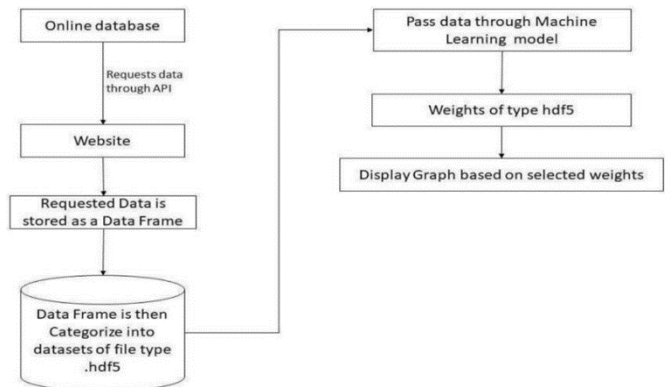 Online database
Requests data
through API
Website
Requested Data is
stored as a Data Frame
Data Frame is then
Categorize into
datasets of file type
.hdf5
Pass data through Machine
Learning model
Weights of type hdf5
Display Graph based on selected weights